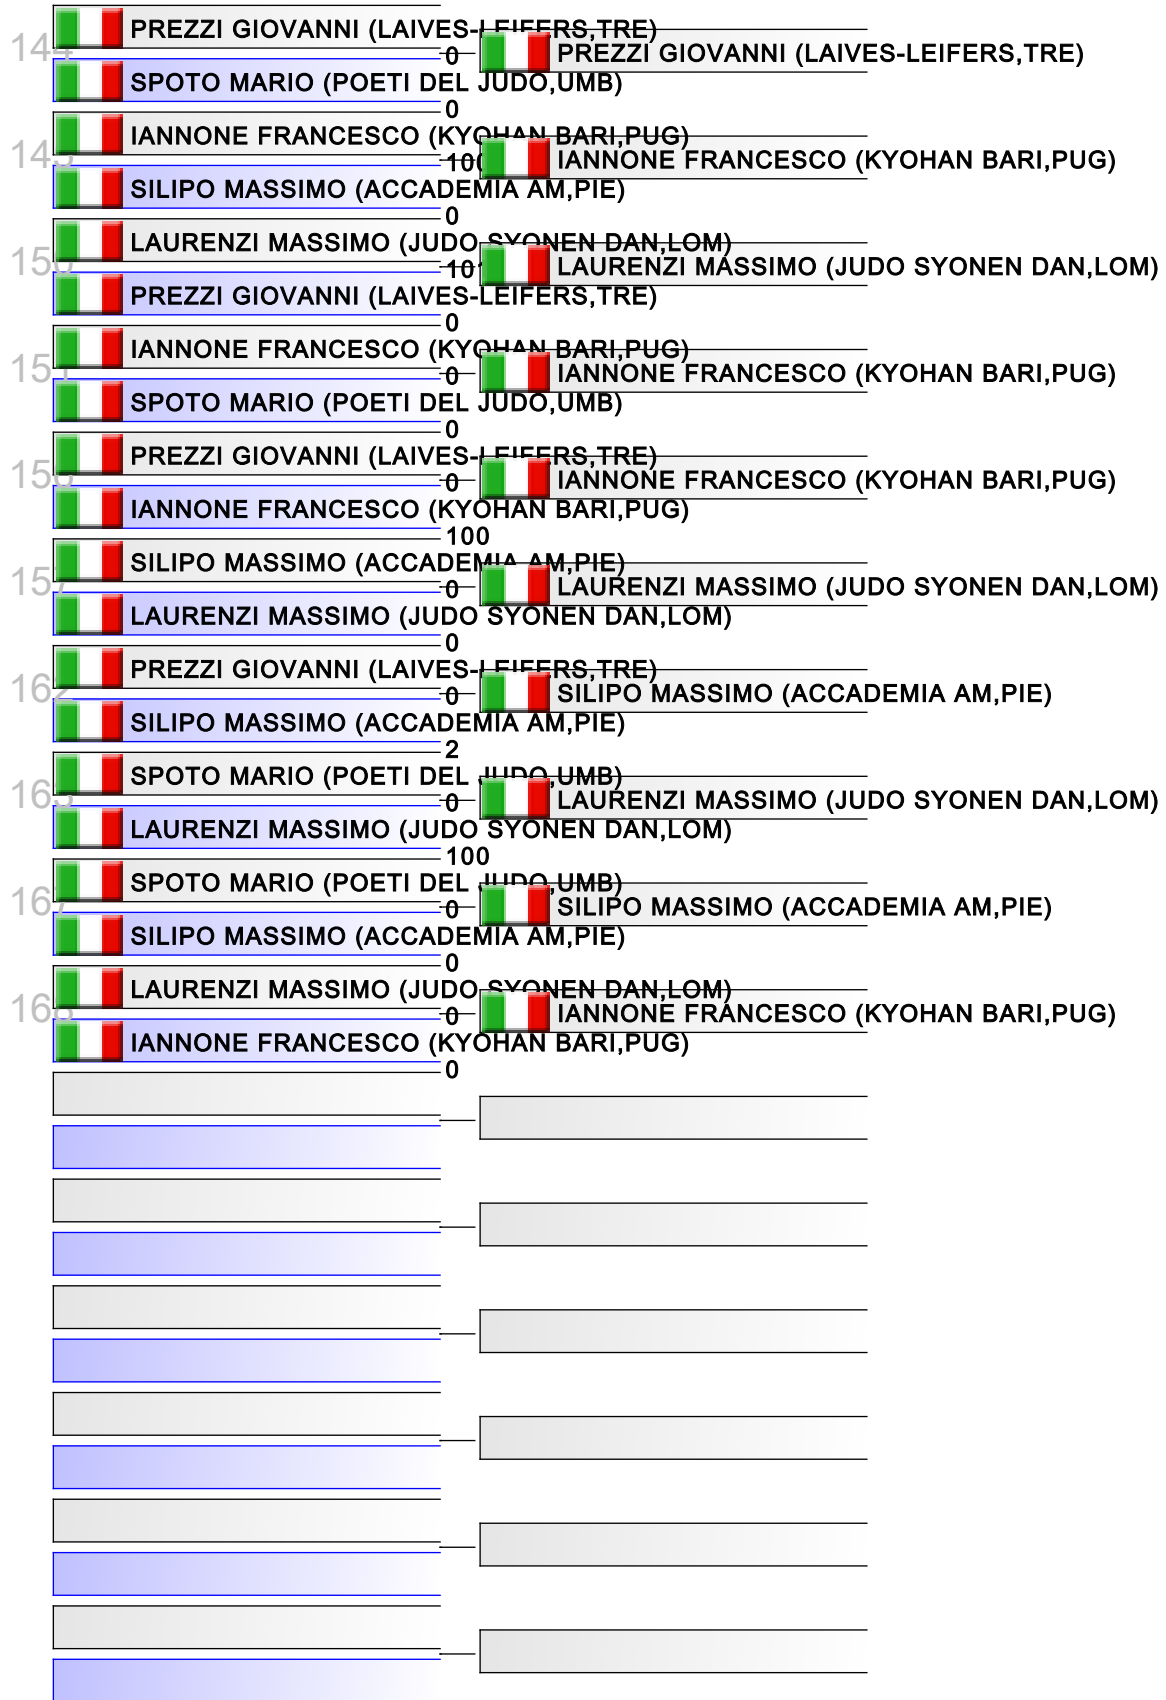 144
PREZZI GIOVANNI (LAIVES-LEIFERS,TRE)
0
PREZZI GIOVANNI (LAIVES-LEIFERS,TRE)
SPOTO MARIO (POETI DEL JUDO,UMB)
0
IANNONE FRANCESCO (KYOHAN BARI,PUG)
IANNONE FRANCESCO (KYOHAN BARI,PUG)
SILIPO MASSIMO (ACCADEMIA AM,PIE)
0
LAURENZI MASSIMO (JUDO SYONEN DAN,LOM)
LAURENZI MASSIMO (JUDO SYONEN DAN,LOM)
PREZZI GIOVANNI (LAIVES-LEIFERS,TRE)
0
151
IANNONE FRANCESCO (KYOHAN BARI,PUG)
0
IANNONE FRANCESCO (KYOHAN BARI,PUG)
SPOTO MARIO (POETI DEL JUDO,UMB)
0
PREZZI GIOVANNI (LAIVES-LEIFERS,TRE)
0
IANNONE FRANCESCO (KYOHAN BARI,PUG)
IANNONE FRANCESCO (KYOHAN BARI,PUG)
100
157
SILIPO MASSIMO (ACCADEMIA AM,PIE)
0
LAURENZI MASSIMO (JUDO SYONEN DAN,LOM)
LAURENZI MASSIMO (JUDO SYONEN DAN,LOM)
0
162
PREZZI GIOVANNI (LAIVES-LEIFERS,TRE)
0
SILIPO MASSIMO (ACCADEMIA AM,PIE)
SILIPO MASSIMO (ACCADEMIA AM,PIE)
2
163
SPOTO MARIO (POETI DEL JUDO,UMB)
0
LAURENZI MASSIMO (JUDO SYONEN DAN,LOM)
LAURENZI MASSIMO (JUDO SYONEN DAN,LOM)
100
167
SPOTO MARIO (POETI DEL JUDO,UMB)
0
SILIPO MASSIMO (ACCADEMIA AM,PIE)
SILIPO MASSIMO (ACCADEMIA AM,PIE)
0
168
LAURENZI MASSIMO (JUDO SYONEN DAN,LOM)
0
IANNONE FRANCESCO (KYOHAN BARI,PUG)
IANNONE FRANCESCO (KYOHAN BARI,PUG)
0